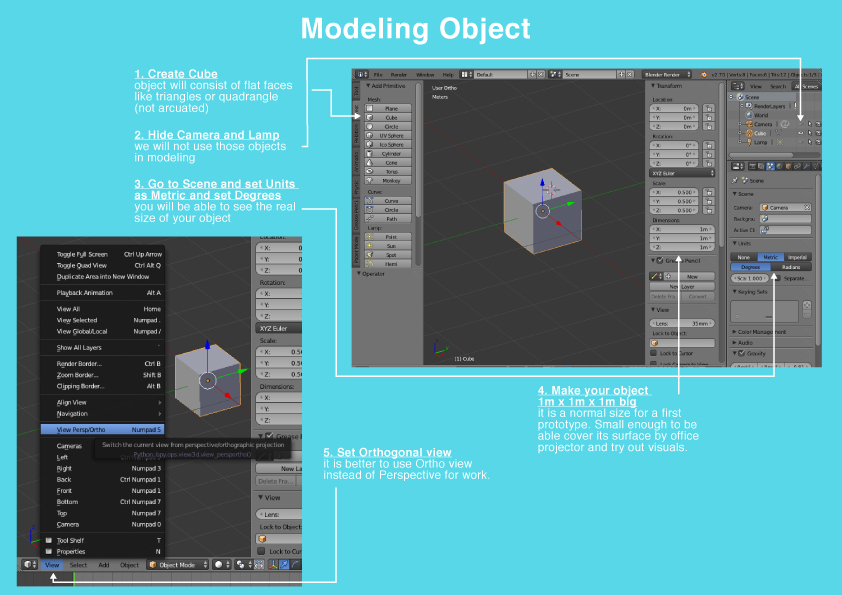 Modeling Object
1. Create Cube
object will consist of flat faces
like triangles or quadrangle
(not arcuated)
2. Hide Camera and Lamp
we will not use those objects
in modeling
3. Go to Scene and set Units
as Metric and set Degrees
you will be able to see the real
size of your object
File Render Window Help
Default
Scene
Blender Render
Add Primitive
Mesh:
Plane
Cube
Circle
UV Sphere
Ico Sphere
Cylinder
Cone
Torus
Monkey
Curve:
Curve
Circle
Path
Lamp:
Point
Sun
Spot
Hemi
Operator
User Ortho
Meters
(1) Cube
Transform
Location:
X: 0m
Y: 0m
Z: 0m
Rotation:
X: 0°
Y: 0°
Z: 0°
XYZ Euler
Scale:
X: 0.500
Y: 0.500
Z: 0.500
Dimensions:
X: 1m
Y: 1m
Z: 1m
Grease Pencil
New
New Layer
Delete Fra... Convert
View
Lens: 35mm
Lock to Object:
Lock to Cursor
View Search All Scenes
Scene
RenderLayers
World
Camera
Cube
Lamp
Scene
Scene
Camera: Camera
Backgro..
Active Cl..
Units
None Metric Imperial
Degrees Radians
Separate...
Keying Sets
Color Management
Audio
Gravity
Toggle Full Screen Ctrl Up Arrow
Toggle Quad View Ctrl Alt Q
Duplicate Area into New Window
Playback Animation Alt A
View All Home
View Selected Numpad .
View Global/Local Numpad /
Show All Layers
Render Border... Ctrl B
Zoom Border... Shift B
Clipping Border... Alt B
Align View
Navigation
View Persp/Ortho Numpad 5
Cameras
Left
Right Numpad 3
Back Ctrl Numpad 1
Front Numpad 1
Bottom Ctrl Numpad 7
Top Numpad 7
Camera Numpad 0
Tool Shelf T
Properties N
Switch the current view from perspective/orthographic projection
Python: bpy.ops.view3d.view_persportho()
Location:
X:
Y:
Z:
Rotation:
X:
Y:
Z:
XYZ Euler
Scale:
X: 0.50
Y:
Z:
Dimensions:
X:
Y:
Z:
New La
Delete Fra...
View
Lens:
Lock to Object:
Lock to Cur
View Select Add Object Object Mode
4. Make your object
1m x 1m x 1m big
it is a normal size for a first
prototype. Small enough to be
able cover its surface by office
projector and try out visuals.
5. Set Orthogonal view
it is better to use Ortho view
instead of Perspective for work.